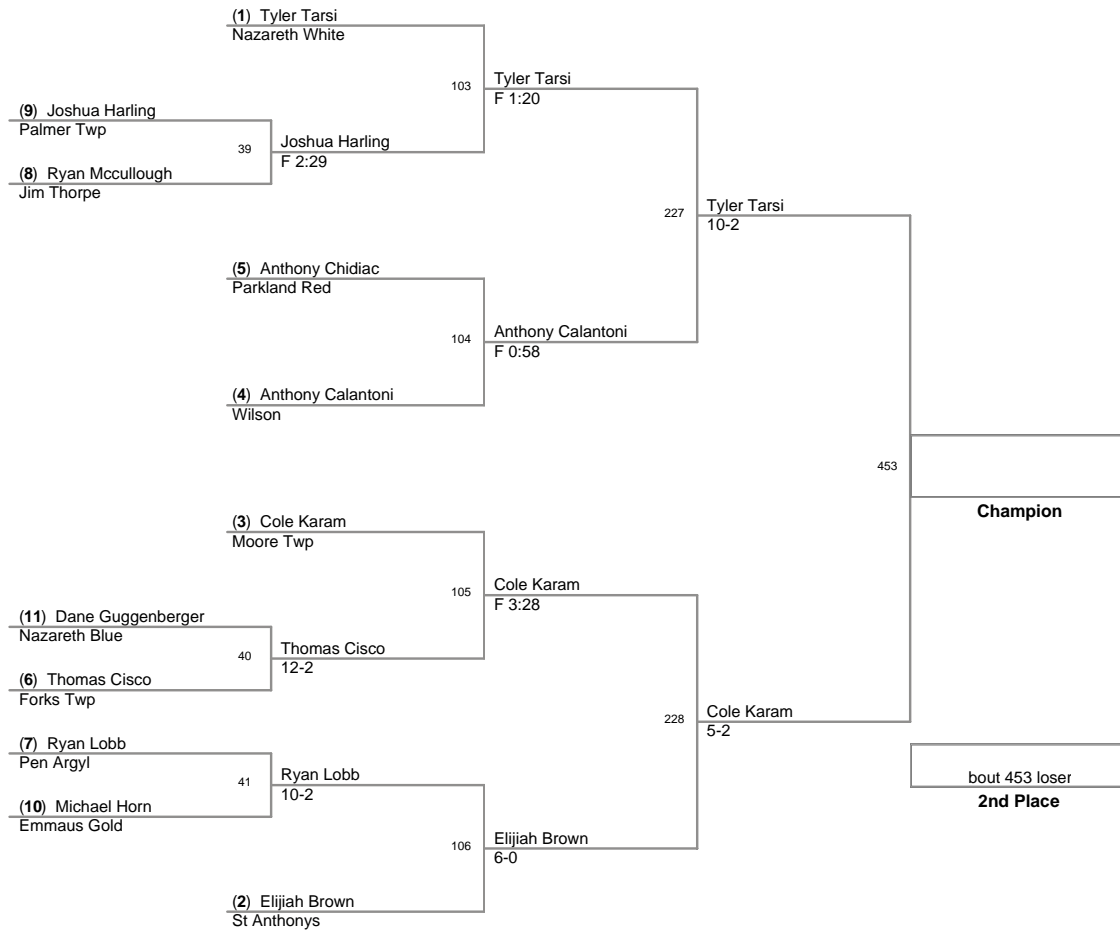 (1) Tyler Tarsi
Nazareth White
103
Tyler Tarsi
F 1:20
(9) Joshua Harling
Palmer Twp
39
Joshua Harling
F 2:29
(8) Ryan Mccullough
Jim Thorpe
227
Tyler Tarsi
10-2
(5) Anthony Chidiac
Parkland Red
104
Anthony Calantoni
F 0:58
(4) Anthony Calantoni
Wilson
453
Champion
(3) Cole Karam
Moore Twp
105
Cole Karam
F 3:28
(11) Dane Guggenberger
Nazareth Blue
40
Thomas Cisco
12-2
(6) Thomas Cisco
Forks Twp
228
Cole Karam
5-2
(7) Ryan Lobb
Pen Argyl
41
Ryan Lobb
10-2
(10) Michael Horn
Emmaus Gold
106
Elijiah Brown
6-0
(2) Elijiah Brown
St Anthonys
bout 453 loser
2nd Place